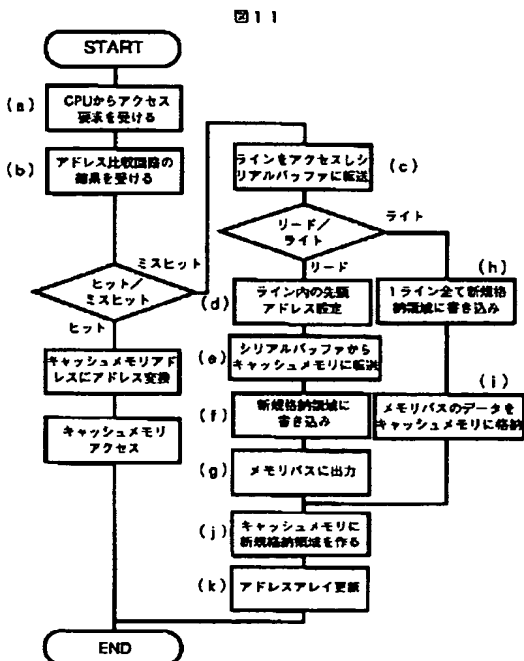 図11
START
(a)
CPUからアクセス
要求を受ける
(b)
アドレス比較回路の
結果を受ける
ヒット/
ミスヒット
ミスヒット
ヒット
キャッシュメモリアド
レスにアドレス変換
キャッシュメモリ
アクセス
ラインをアクセスしシ
リアルバッファに転送
(c)
リード/
ライト
ライト
リード
(d)
ライン内の先頭
アドレス設定
(e)
シリアルバッファから
キャッシュメモリに転送
(f)
新規格納領域に
書き込み
(g)
メモリバスに出力
(h)
1ライン全て新規格
納領域に書き込み
(i)
メモリバスのデータを
キャッシュメモリに格納
(j)
キャッシュメモリに
新規格納領域を作る
(k)
アドレスアレイ更新
END